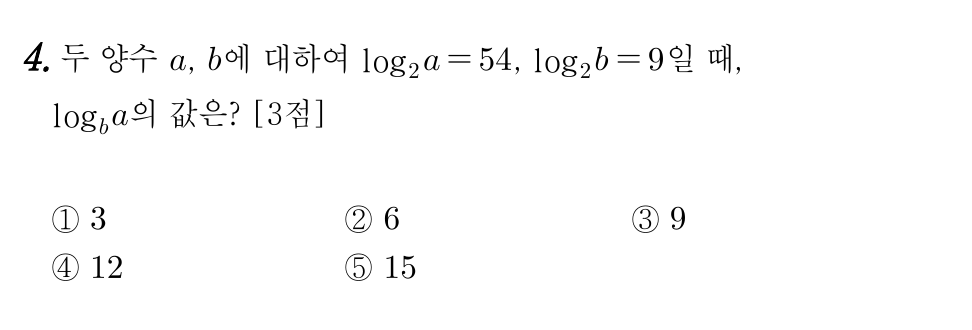 4. 두 양수 a, b에 대하여 log₂a=54, log₂b=9일 때,
log_b a의 값은? [3점]
① 3 ② 6 ③ 9
④ 12 ⑤ 15